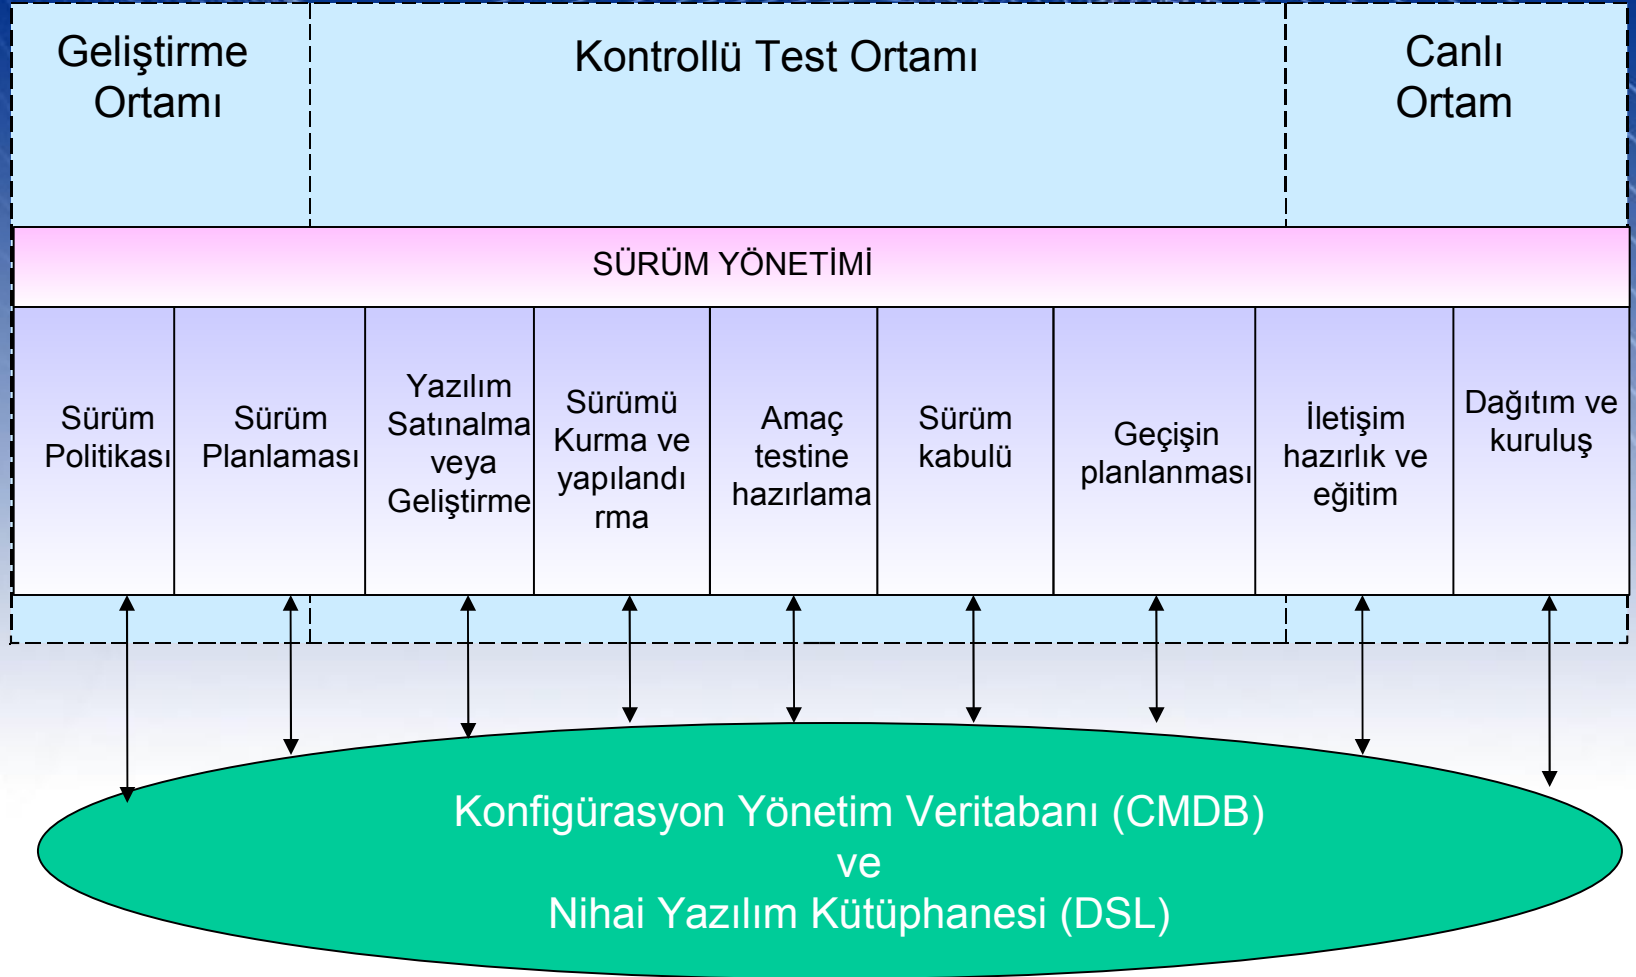 Geliştirme
Ortamı
Kontrollü Test Ortamı
Canlı
Ortam
SÜRÜM YÖNETİMİ
Sürüm
Politikası
Sürüm
Planlaması
Yazılım
Satınalma
veya
Geliştirme
Sürümü
Kurma ve
yapılandı
rma
Amaç
testine
hazırlama
Sürüm
kabulü
Geçişin
planlanması
İletişim
hazırlık ve
eğitim
Dağıtım ve
kuruluş
Konfigürasyon Yönetim Veritabanı (CMDB)
ve
Nihai Yazılım Kütüphanesi (DSL)